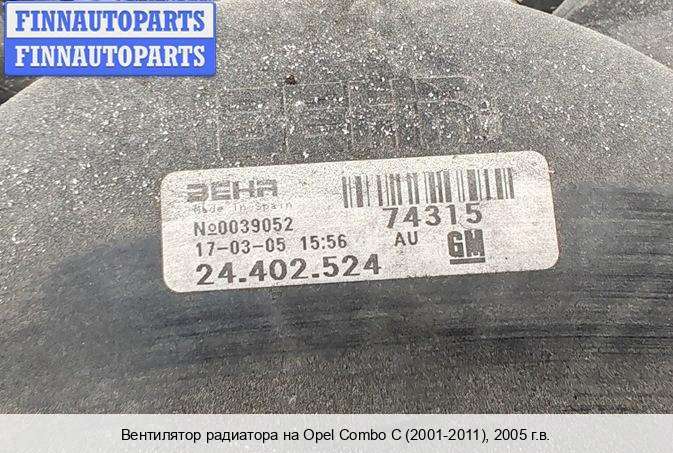 FINNAUTOPARTS
FINNAUTOPARTS
BEHR
BEHR
Made in Spain
№0039052
74315
17-03-05 15:56
AU
GM
24.402.524
Вентилятор радиатора на Opel Combo C (2001-2011), 2005 г.в.